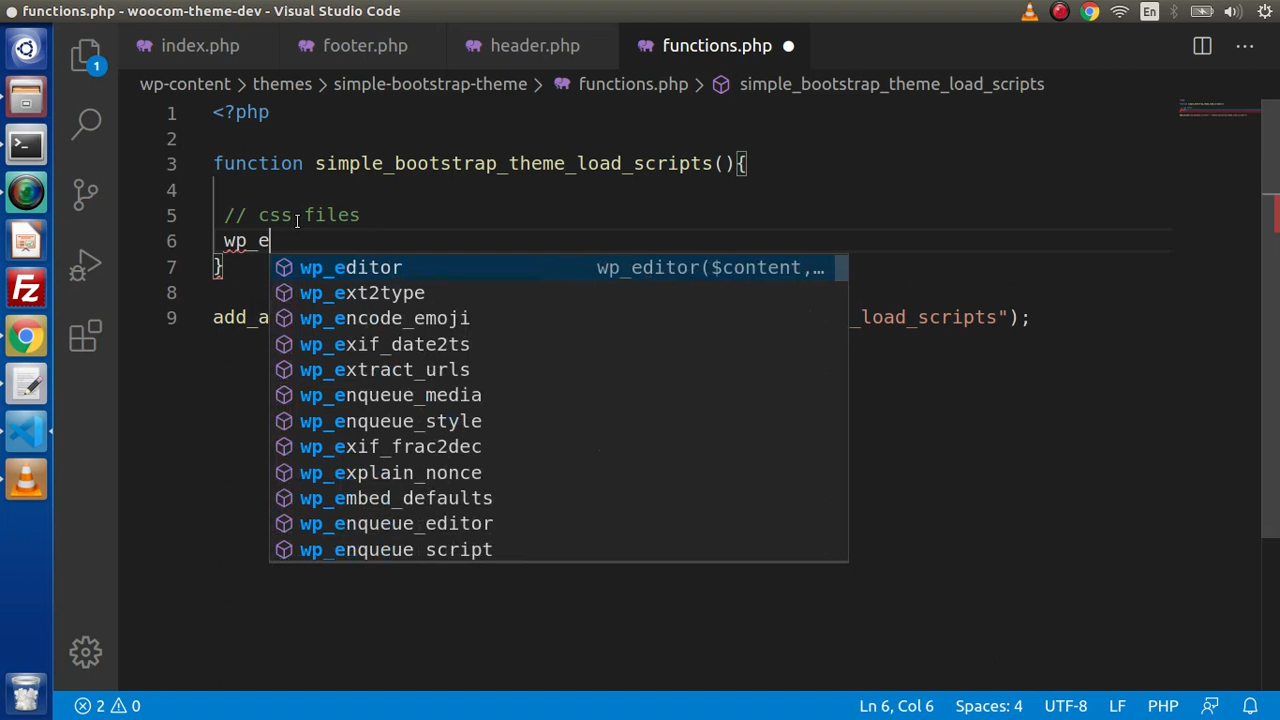 functions.php - woocom-theme-dev - Visual Studio Code
En
index.php footer.php header.php functions.php
wp-content > themes > simple-bootstrap-theme > functions.php > simple_bootstrap_theme_load_scripts
1 <?php
2
3 function simple_bootstrap_theme_load_scripts(){
4
5 // css files
6 wp_e
7 }
8
9 add_a _load_scripts");
wp_editor wp_editor($content,…
wp_ext2type
wp_encode_emoji
wp_exif_date2ts
wp_extract_urls
wp_enqueue_media
wp_enqueue_style
wp_exif_frac2dec
wp_explain_nonce
wp_embed_defaults
wp_enqueue_editor
wp_enqueue_script
1
2 0 Ln 6, Col 6 Spaces: 4 UTF-8 LF PHP